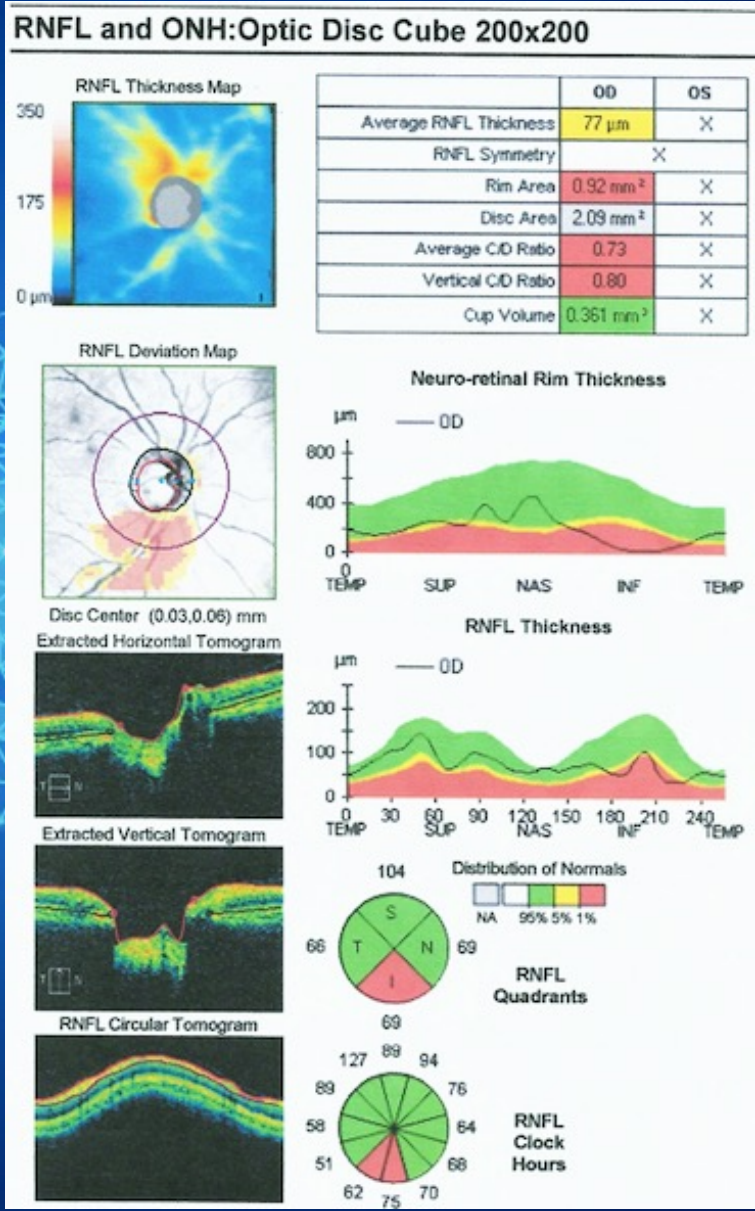 RNFL and ONH:Optic Disc Cube 200x200
RNFL Thickness Map
350
175
0 µm
OD OS
Average RNFL Thickness 77 µm X
RNFL Symmetry X
Rim Area 0.92 mm² X
Disc Area 2.09 mm² X
Average C/D Ratio 0.73 X
Vertical C/D Ratio 0.80 X
Cup Volume 0.361 mm³ X
RNFL Deviation Map
Disc Center (0.03,0.06) mm
Neuro-retinal Rim Thickness
µm OD
800
400
0
0
TEMP SUP NAS INF TEMP
Extracted Horizontal Tomogram
T N
RNFL Thickness
µm OD
200
100
0
0 30 60 90 120 150 180 210 240
TEMP SUP NAS INF TEMP
Extracted Vertical Tomogram
T N
Distribution of Normals
NA 95% 5% 1%
104
S
66 T N 69
I
69
RNFL
Quadrants
RNFL Circular Tomogram
127 89 94
89 76
58 64
51 68
62 75 70
RNFL
Clock
Hours